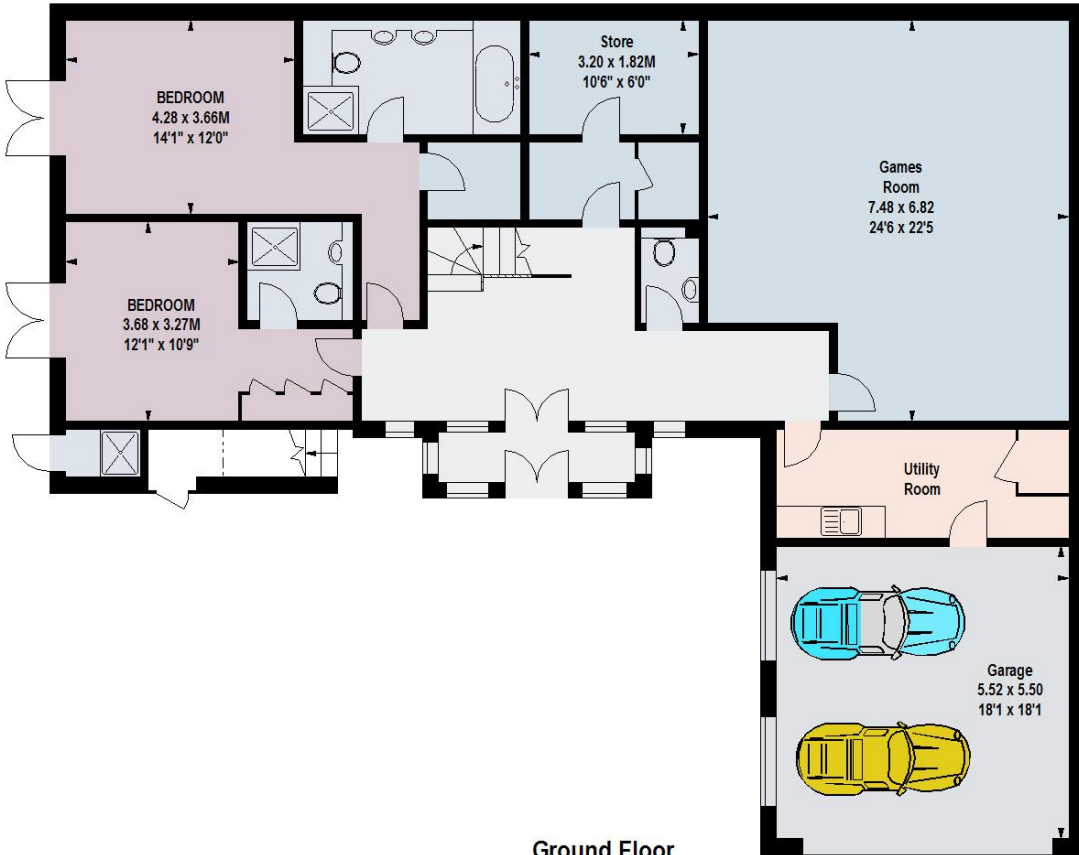 BEDROOM
4.28 x 3.66M
14'1" x 12'0"
Store
3.20 x 1.82M
10'6" x 6'0"
Games
Room
7.48 x 6.82
24'6 x 22'5
BEDROOM
3.68 x 3.27M
12'1" x 10'9"
Utility
Room
Garage
5.52 x 5.50
18'1 x 18'1
Ground Floor